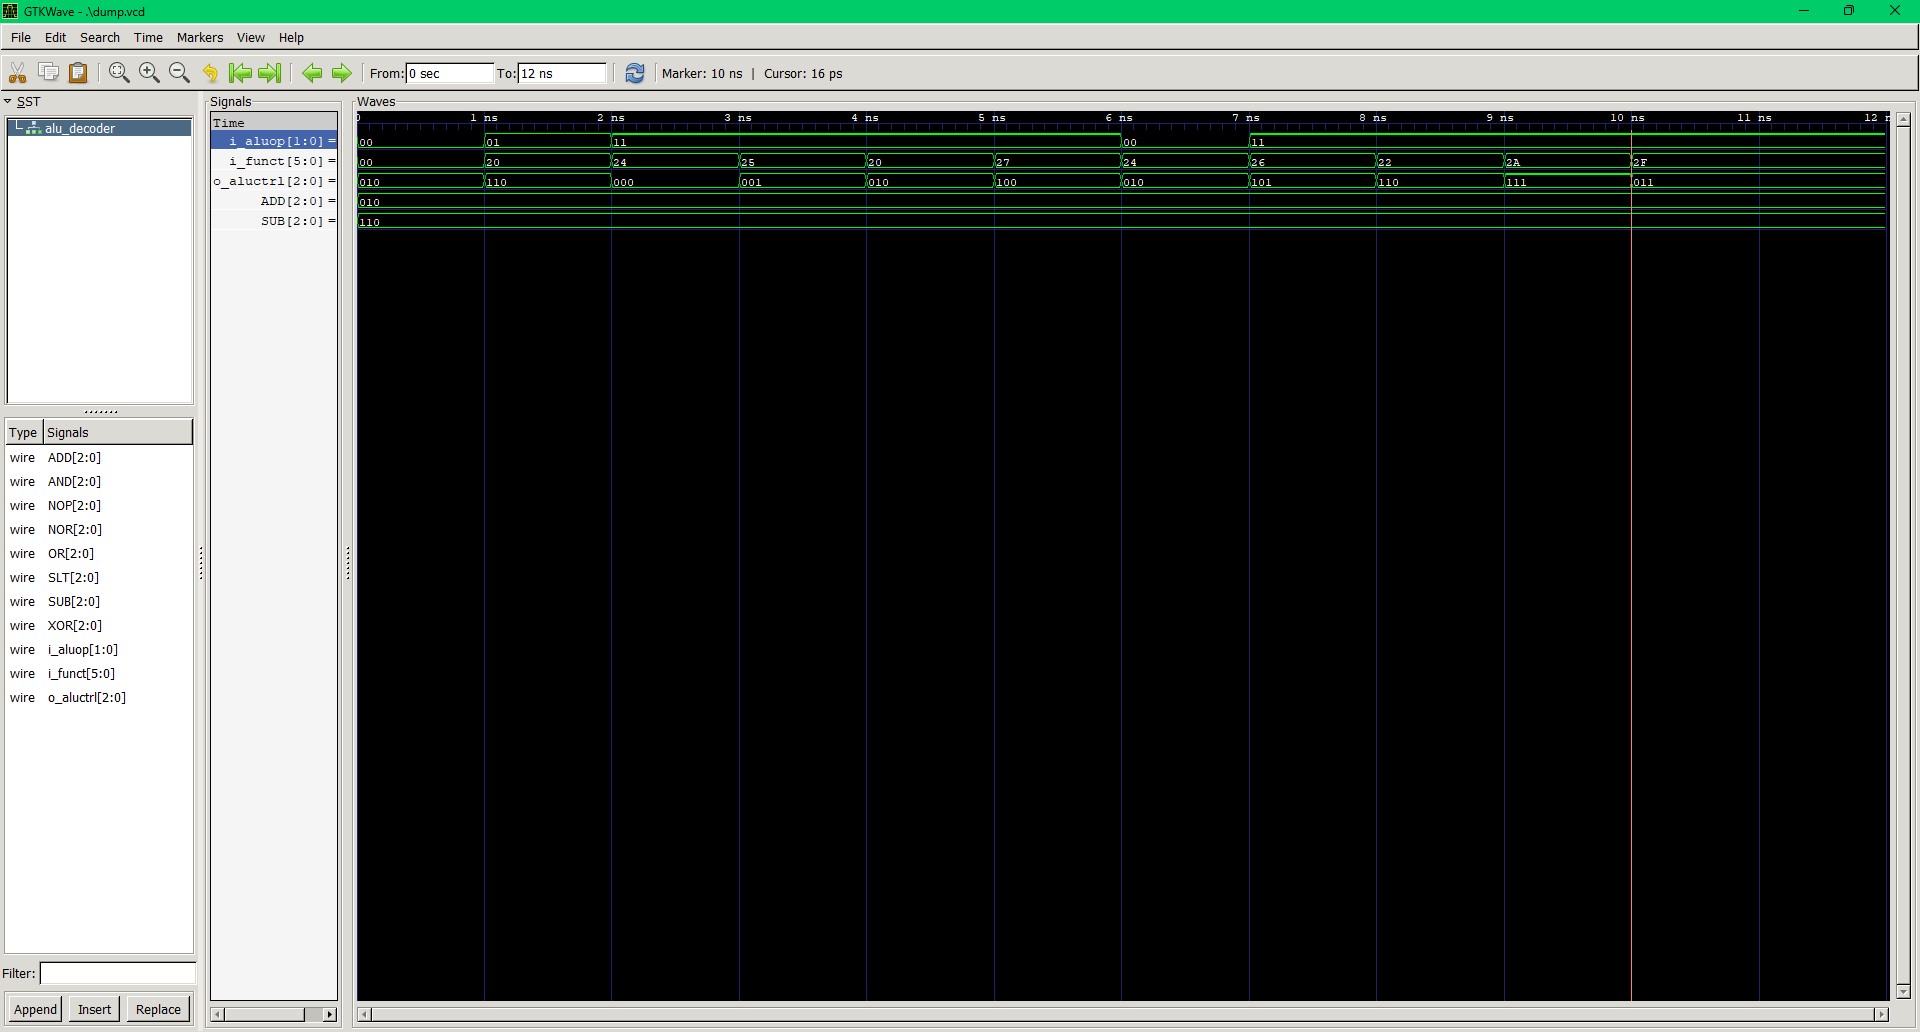 GTKWave - .\dump.vcd
File Edit Search Time Markers View Help
From: 0 sec To: 12 ns Marker: 10 ns | Cursor: 16 ps
SST
alu_decoder
Type Signals
wire ADD[2:0]
wire AND[2:0]
wire NOP[2:0]
wire NOR[2:0]
wire OR[2:0]
wire SLT[2:0]
wire SUB[2:0]
wire XOR[2:0]
wire i_aluop[1:0]
wire i_funct[5:0]
wire o_aluctrl[2:0]
Filter:
Append Insert Replace
Signals
Time
i_aluop[1:0] =
i_funct[5:0] =
o_aluctrl[2:0] =
ADD[2:0] =
SUB[2:0] =
Waves
0 1 ns 2 ns 3 ns 4 ns 5 ns 6 ns 7 ns 8 ns 9 ns 10 ns 11 ns 12 n
00 01 11 00 11
00 20 24 25 20 27 24 26 22 2A 2F
010 110 000 001 010 100 010 101 110 111 011
010
110